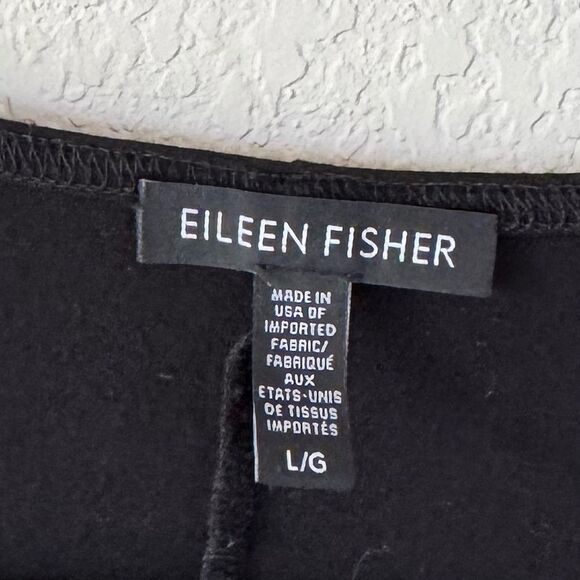 EILEEN FISHER
MADE IN
USA OF
IMPORTED
FABRIC/
FABRIQUÉ
AUX
ETATS-UNIS
DE TISSUS
IMPORTÉS
L/G